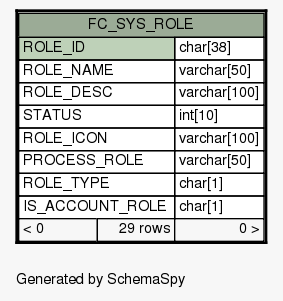 FC_SYS_ROLE
ROLE_ID char[38]
ROLE_NAME varchar[50]
ROLE_DESC varchar[100]
STATUS int[10]
ROLE_ICON varchar[100]
PROCESS_ROLE varchar[50]
ROLE_TYPE char[1]
IS_ACCOUNT_ROLE char[1]
< 0 29 rows 0 >
Generated by SchemaSpy